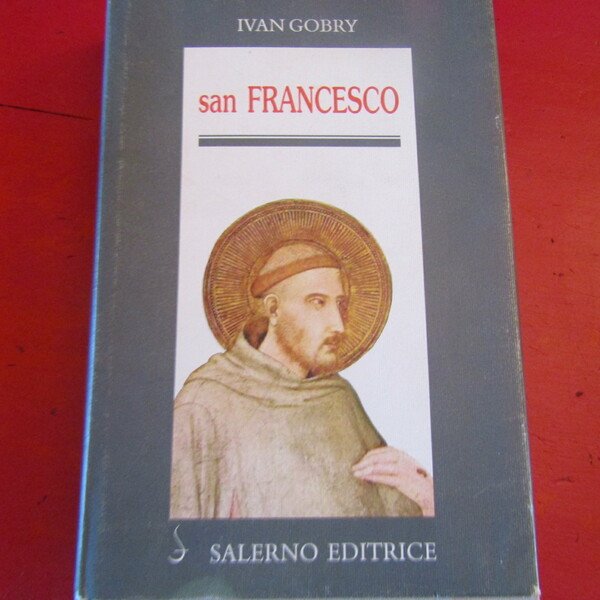 IVAN GOBRY
san FRANCESCO
SALERNO EDITRICE